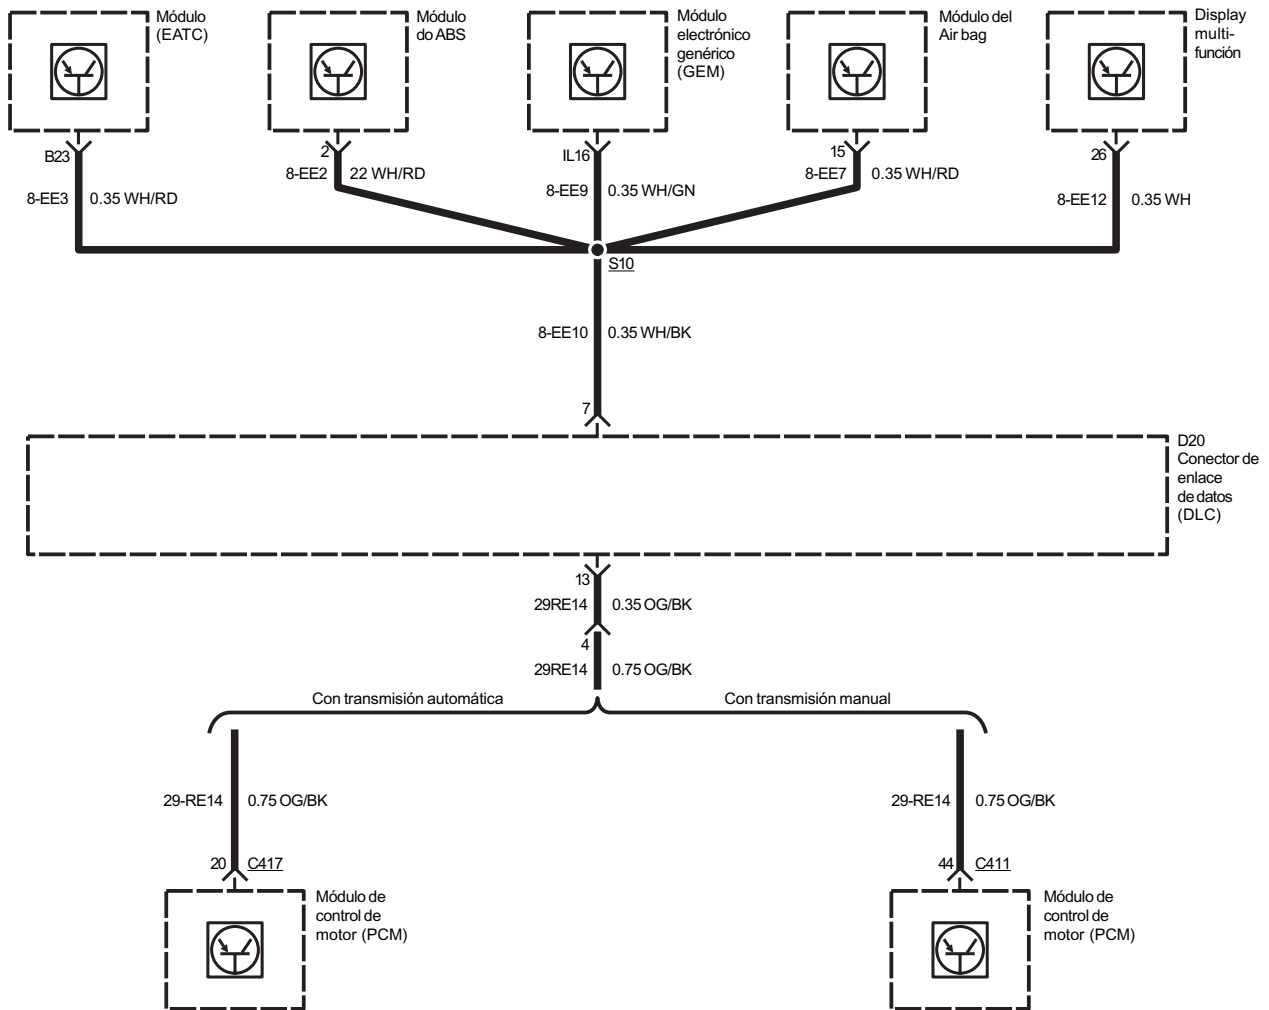 Módulo
(EATC)
Módulo
do ABS
Módulo
electrónico
genérico
(GEM)
Módulo del
Air bag
Display
multi-
función
B23
2
IL16
15
26
8-EE3
0.35 WH/RD
8-EE2
22 WH/RD
8-EE9
0.35 WH/GN
8-EE7
0.35 WH/RD
8-EE12
0.35 WH
S10
8-EE10
0.35 WH/BK
7
D20
Conector de
enlace
de datos
(DLC)
13
29RE14
0.35 OG/BK
4
29RE14
0.75 OG/BK
Con transmisión automática
Con transmisión manual
29-RE14
0.75 OG/BK
29-RE14
0.75 OG/BK
20
C417
44
C411
Módulo de
control de
motor (PCM)
Módulo de
control de
motor (PCM)